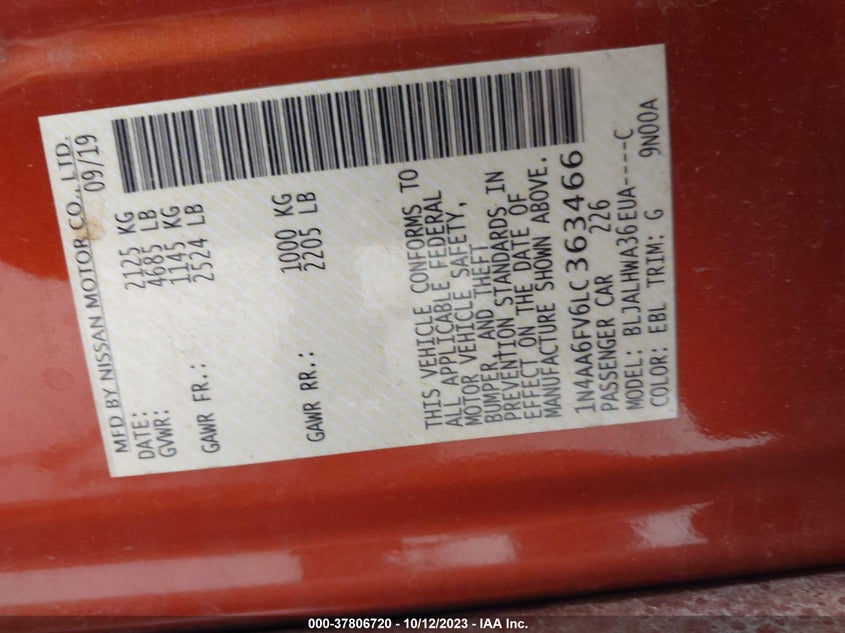 MFD BY NISSAN MOTOR CO., LTD.
DATE: 09/19
GVWR: 2125 KG
4685 LB
GAWR FR.: 1145 KG
2524 LB
GAWR RR.: 1000 KG
2205 LB
THIS VEHICLE CONFORMS TO
ALL APPLICABLE FEDERAL
MOTOR VEHICLE SAFETY,
BUMPER, AND THEFT
PREVENTION STANDARDS IN
EFFECT ON THE DATE OF
MANUFACTURE SHOWN ABOVE.
1N4AA6FV6LC363466
PASSENGER CAR 226
MODEL: BLJALHWA36EUA----C
COLOR: EBL TRIM: G 9N00A
000-37806720 - 10/12/2023 - IAA Inc.